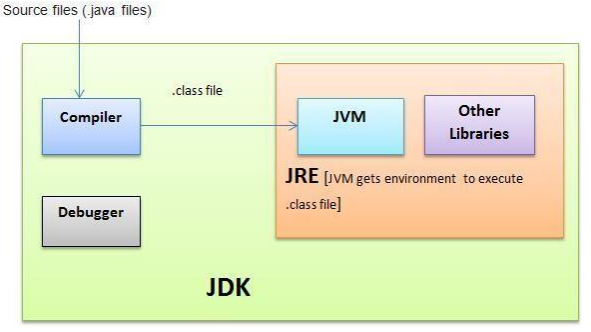 Source files (.java files)
.class file
Compiler
JVM
Other
Libraries
JRE [JVM gets environment to execute
.class file]
Debugger
JDK